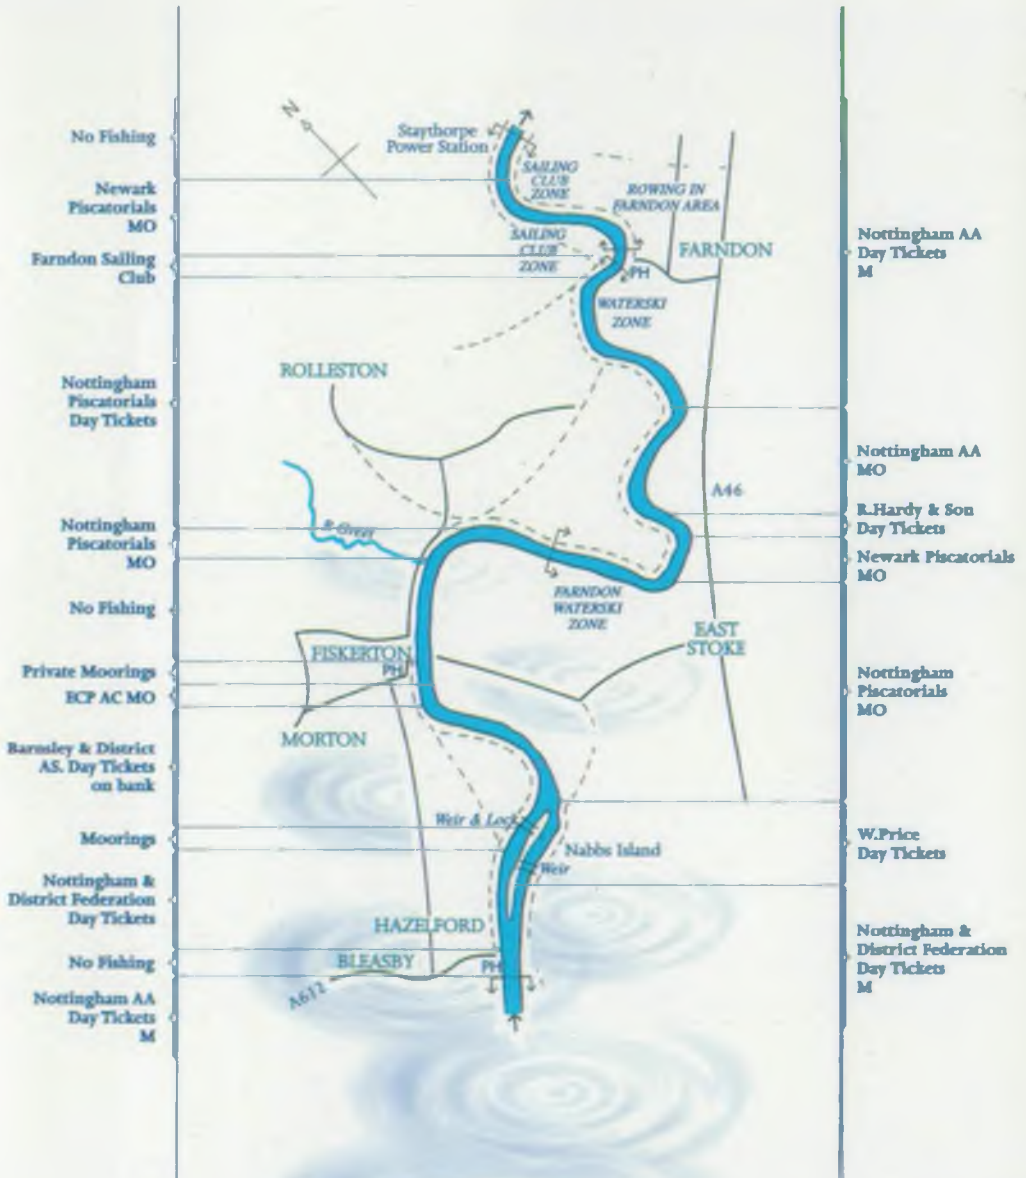 No Fishing
Newark
Piscatorials
MO
Farndon Sailing
Club
Nottingham
Piscatorials
Day Tickets
Nottingham
Piscatorials
MO
No Fishing
Private Moorings
ECP AC MO
Barnsley & District
AS. Day Tickets
on bank
Moorings
Nottingham &
District Federation
Day Tickets
No Fishing
Nottingham AA
Day Tickets
M
N
Staythorpe
Power Station
SAILING
CLUB
ZONE
ROWING IN
FARNDON AREA
SAILING
CLUB
ZONE
FARNDON
PH
WATERSKI
ZONE
ROLLESTON
A46
R. Greet
FARNDON
WATERSKI
ZONE
EAST
STOKE
FISKERTON
PH
MORTON
Weir & Lock
Nabbs Island
Weir
HAZELFORD
BLEASBY
PH
A612
Nottingham AA
Day Tickets
M
Nottingham AA
MO
R.Hardy & Son
Day Tickets
Newark Piscatorials
MO
Nottingham
Piscatorials
MO
W.Price
Day Tickets
Nottingham &
District Federation
Day Tickets
M